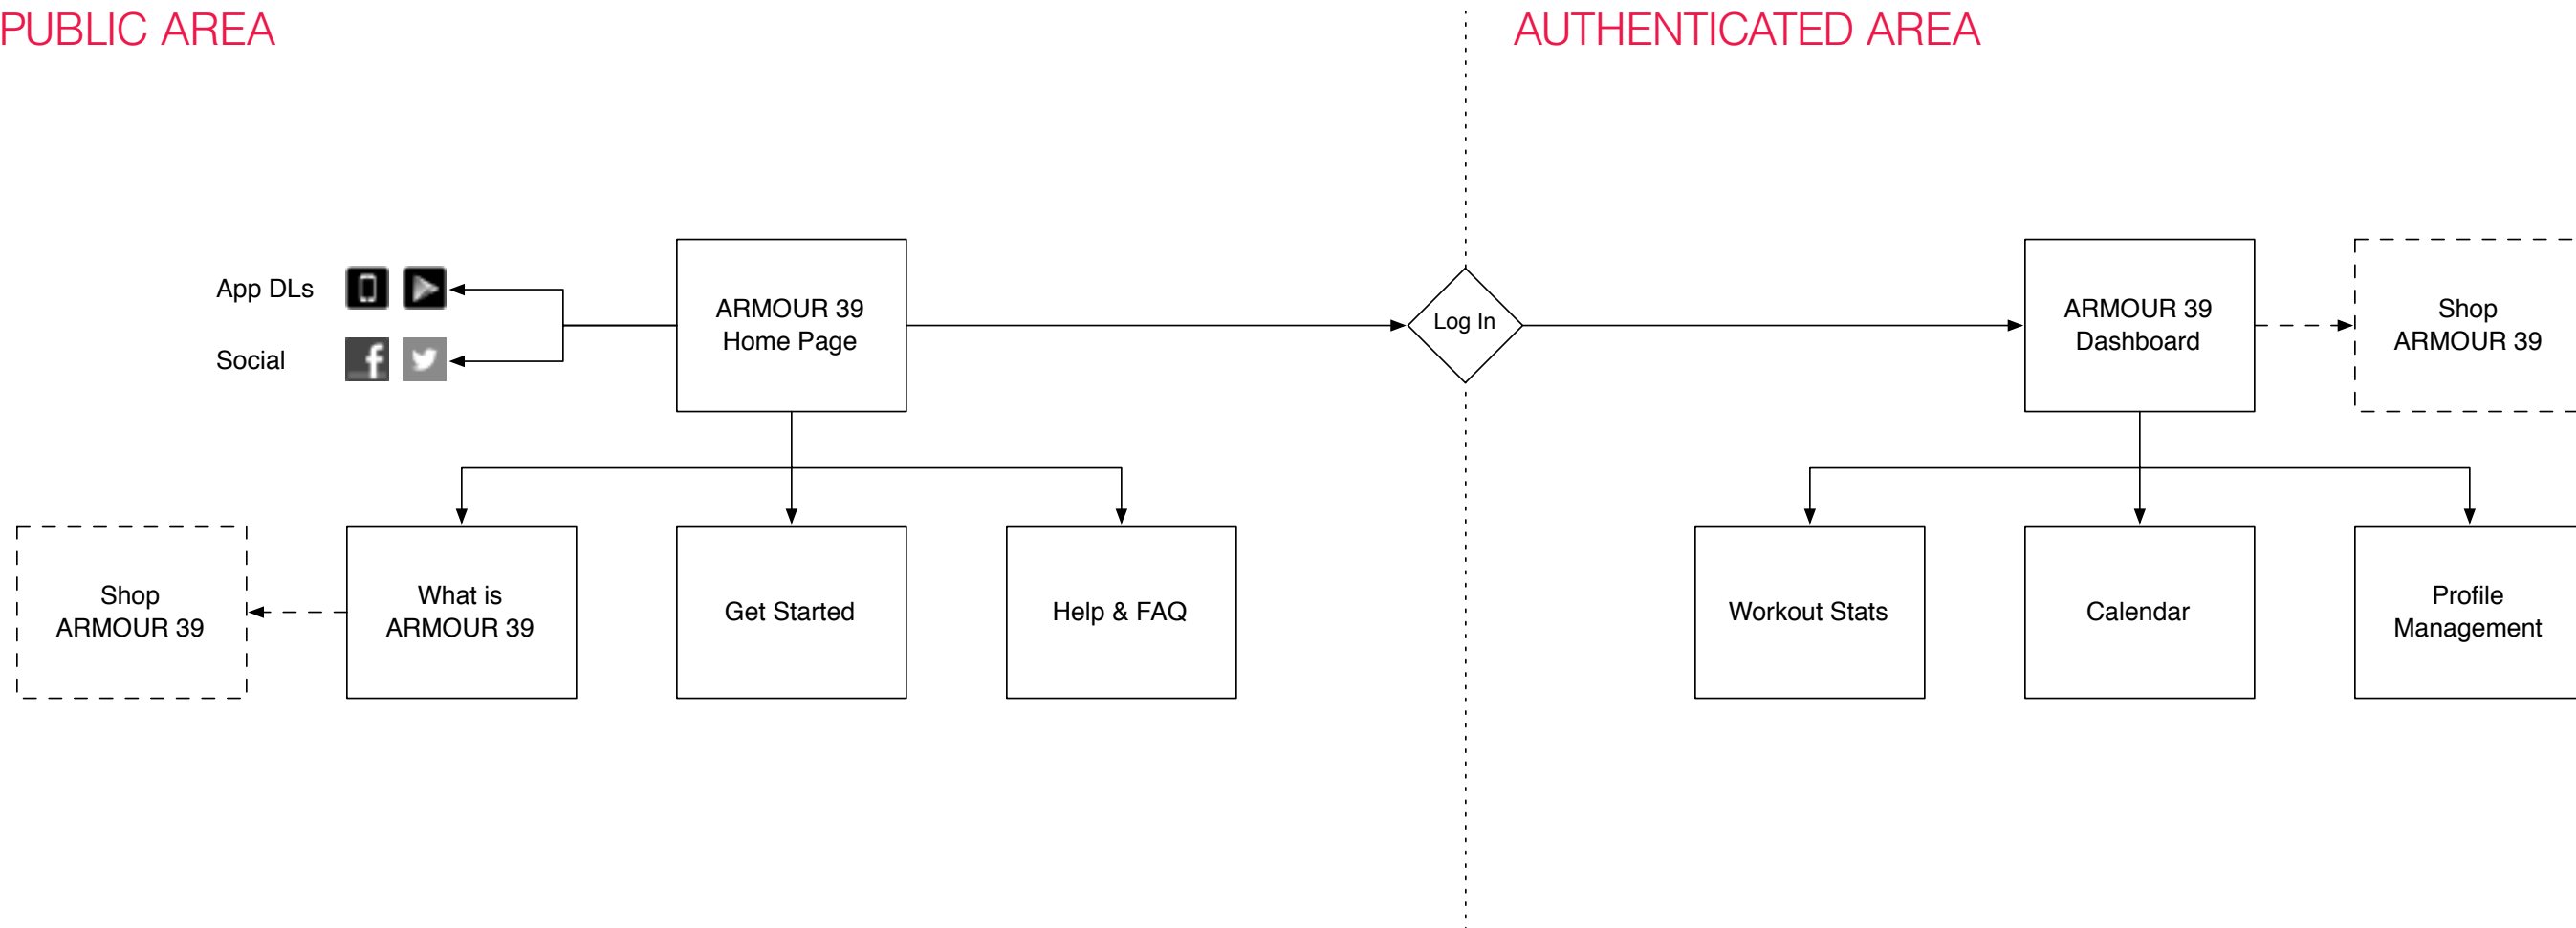 PUBLIC AREA
AUTHENTICATED AREA
App DLs
Social
ARMOUR 39
Home Page
Log In
ARMOUR 39
Dashboard
Shop
ARMOUR 39
Shop
ARMOUR 39
What is
ARMOUR 39
Get Started
Help & FAQ
Workout Stats
Calendar
Profile
Management